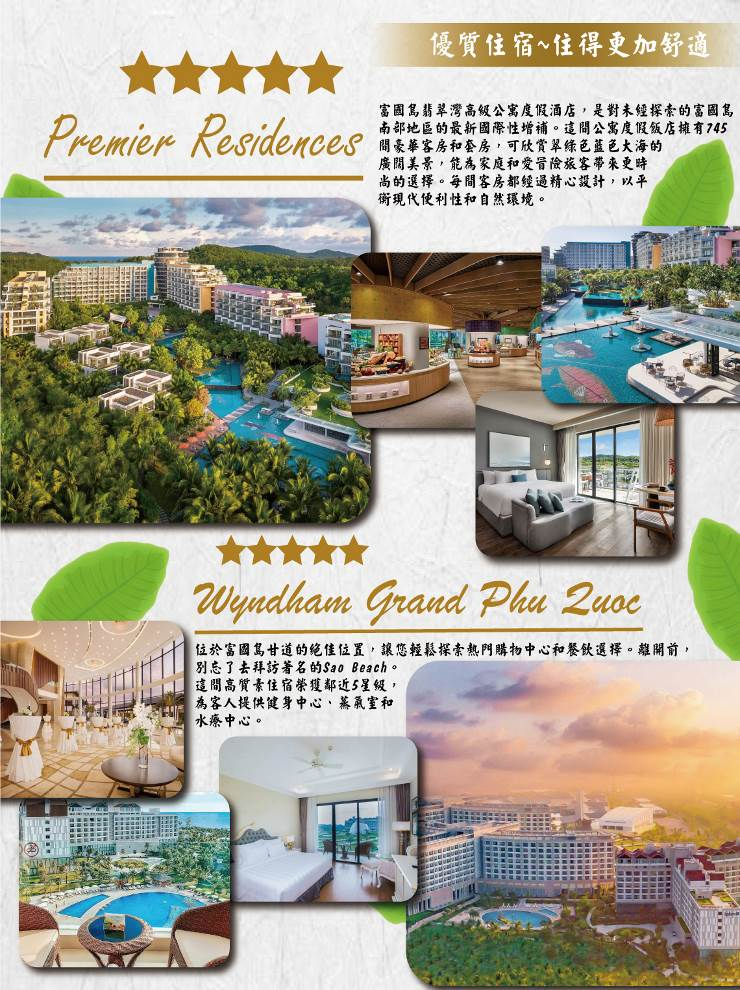 優質住宿~住得更加舒適
Premier Residences
富國島翡翠灣高級公寓度假酒店，是對未經探索的富國島
南部地區的最新國際性增補。這間公寓度假飯店擁有745
間豪華客房和套房，可欣賞翠綠色藍色大海的
廣闊美景，能為家庭和愛冒險旅客帶來更時
尚的選擇。每間客房都經過精心設計，以平
衡現代便利性和自然環境。
Wyndham Grand Phu Quoc
位於富國島甘道的絕佳位置，讓您輕鬆探索熱門購物中心和餐飲選擇。離開前，
別忘了去拜訪著名的Sao Beach。
這間高質素住宿榮獲鄰近5星級，
為客人提供健身中心、蒸氣室和
水療中心。